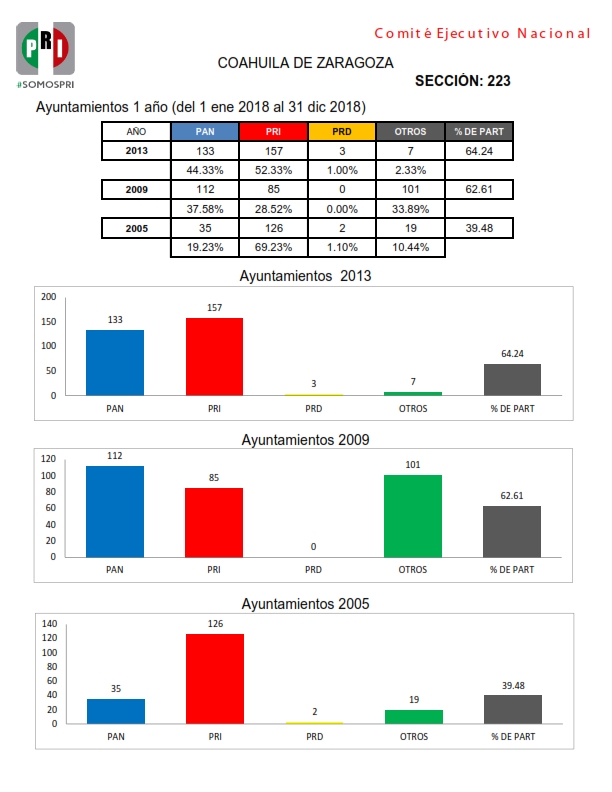 Comité Ejecutivo Nacional
PRI
#SOMOSPRI
COAHUILA DE ZARAGOZA
SECCIÓN: 223
Ayuntamientos 1 año (del 1 ene 2018 al 31 dic 2018)
AÑO PAN PRI PRD OTROS % DE PART
2013 133 157 3 7 64.24
44.33% 52.33% 1.00% 2.33%
2009 112 85 0 101 62.61
37.58% 28.52% 0.00% 33.89%
2005 35 126 2 19 39.48
19.23% 69.23% 1.10% 10.44%
Ayuntamientos 2013
200
150
100
50
0
133 157 3 7 64.24
PAN PRI PRD OTROS % DE PART
Ayuntamientos 2009
120
100
80
60
40
20
0
112 85 0 101 62.61
PAN PRI PRD OTROS % DE PART
Ayuntamientos 2005
140
120
100
80
60
40
20
0
35 126 2 19 39.48
PAN PRI PRD OTROS % DE PART